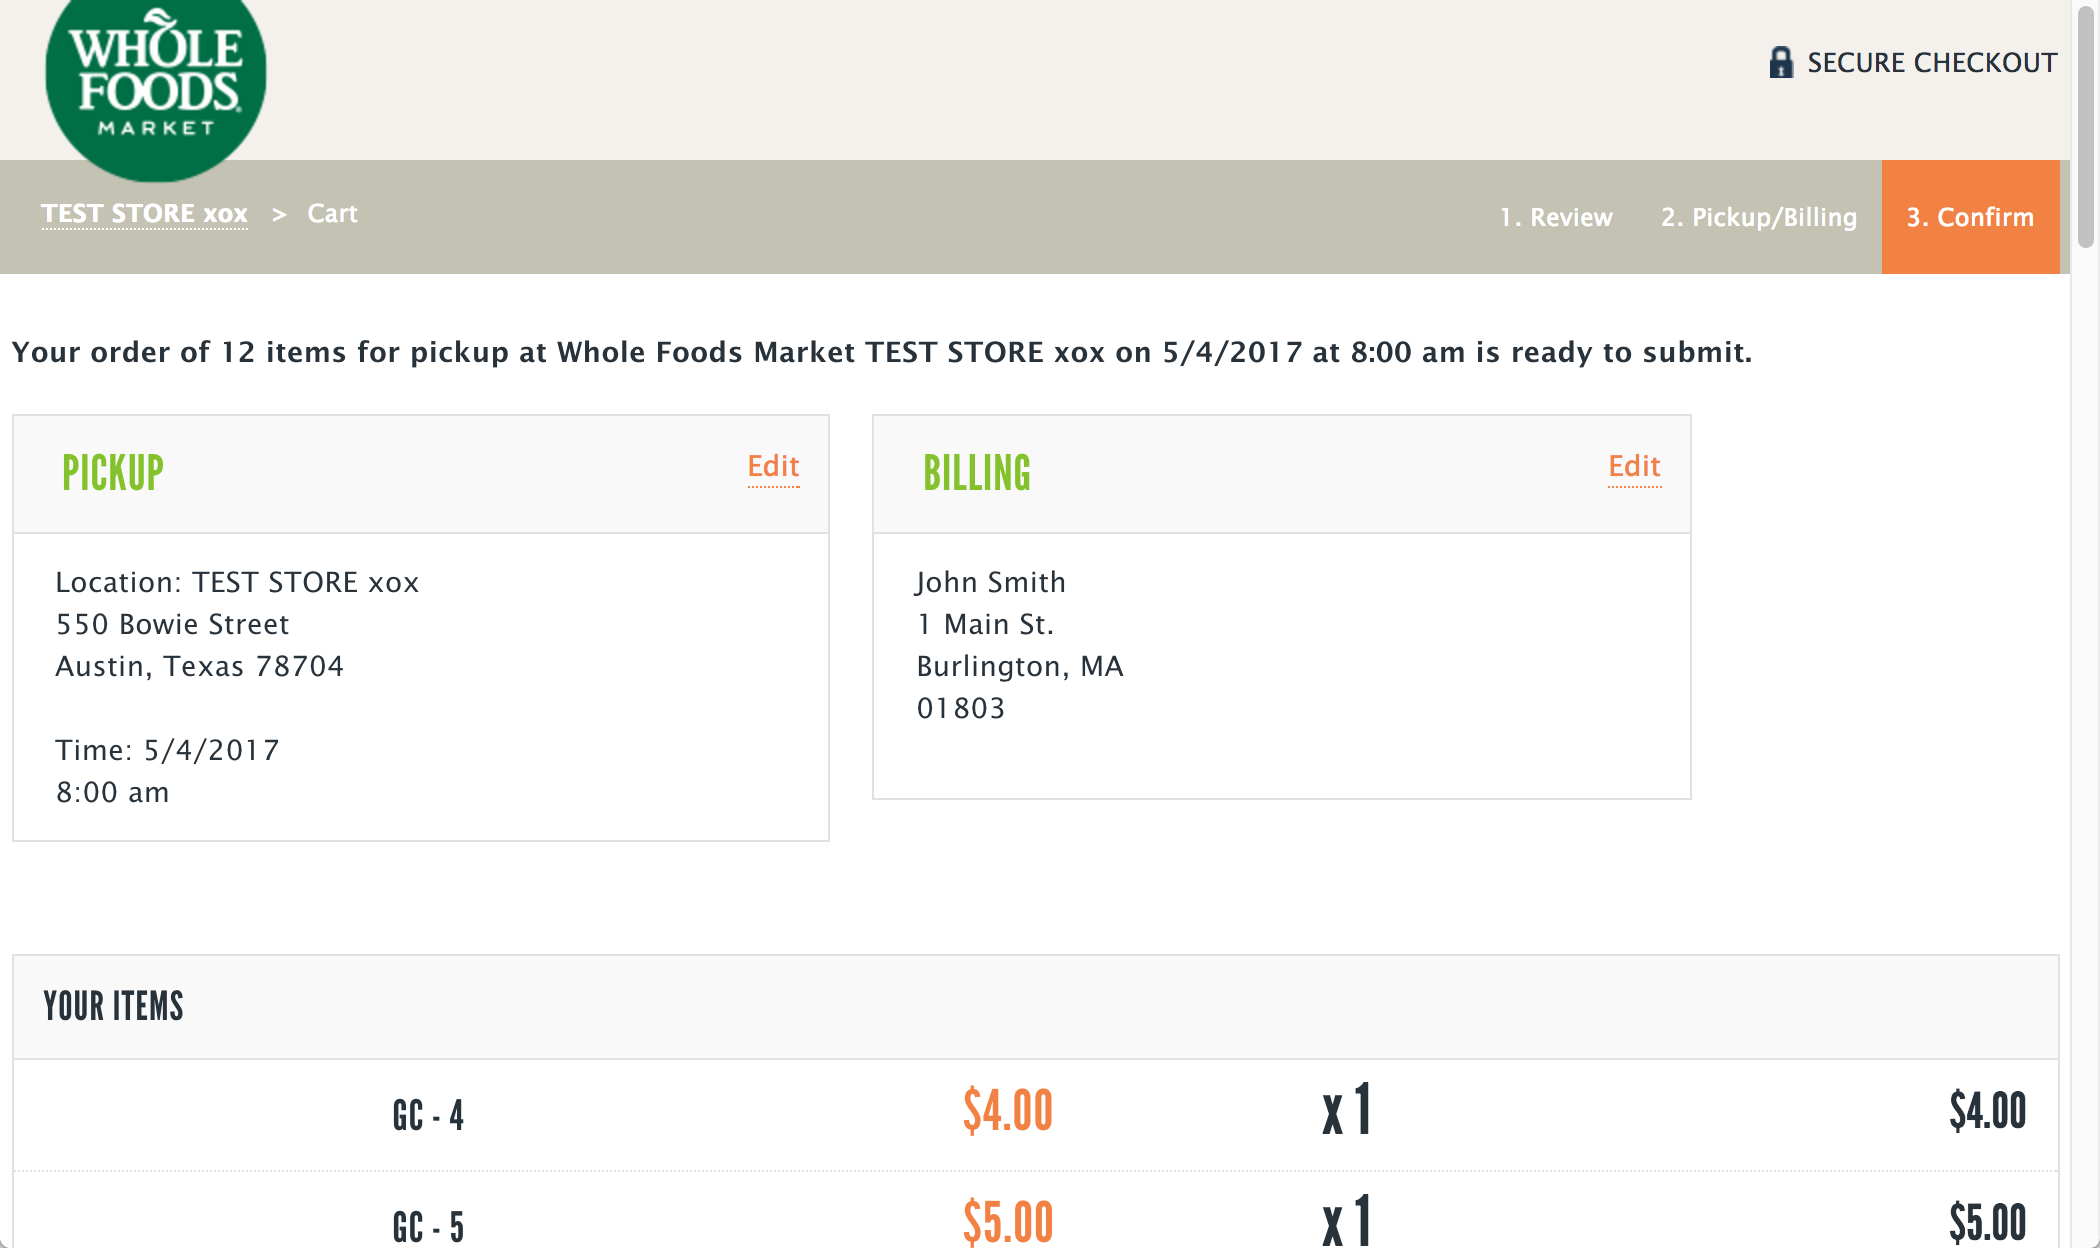 WHOLE
FOODS
MARKET
SECURE CHECKOUT
TEST STORE xox > Cart
1. Review 2. Pickup/Billing 3. Confirm
Your order of 12 items for pickup at Whole Foods Market TEST STORE xox on 5/4/2017 at 8:00 am is ready to submit.
PICKUP Edit
Location: TEST STORE xox
550 Bowie Street
Austin, Texas 78704
Time: 5/4/2017
8:00 am
BILLING Edit
John Smith
1 Main St.
Burlington, MA
01803
YOUR ITEMS
GC - 4 $4.00 x 1 $4.00
GC - 5 $5.00 x 1 $5.00